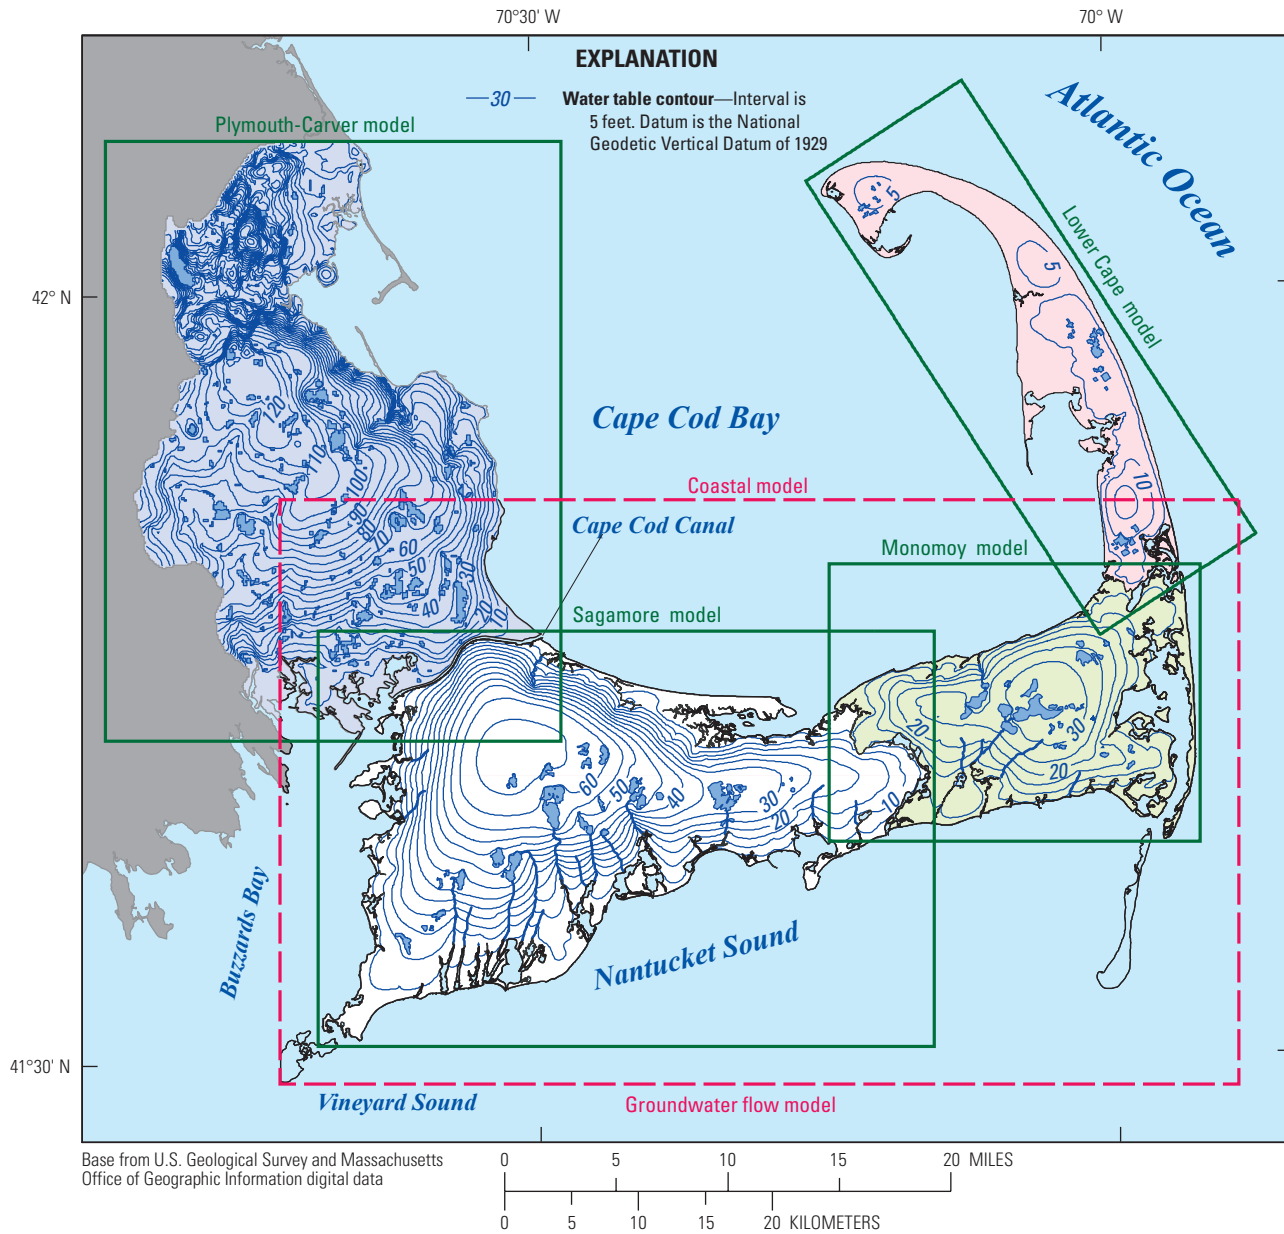 70°30' W
70° W
EXPLANATION
30
Water table contour—Interval is
5 feet. Datum is the National
Geodetic Vertical Datum of 1929
Atlantic Ocean
Plymouth-Carver model
Lower Cape model
5
5
42° N
Cape Cod Bay
120
110
100
90
80
70
60
50
40
30
20
10
10
Coastal model
Cape Cod Canal
Monomoy model
Sagamore model
20
30
20
60
50
40
30
20
10
Buzzards Bay
Nantucket Sound
41°30' N
Vineyard Sound
Groundwater flow model
Base from U.S. Geological Survey and Massachusetts
Office of Geographic Information digital data
0 5 10 15 20 MILES
0 5 10 15 20 KILOMETERS